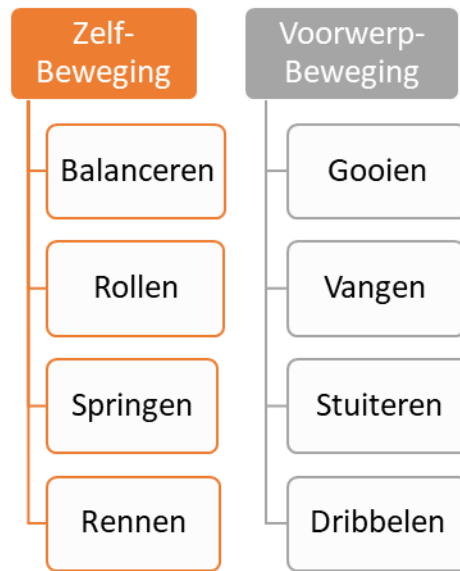 Zelf-
Beweging
Balanceren
Rollen
Springen
Rennen
Voorwerp-
Beweging
Gooien
Vangen
Stuiteren
Dribbelen